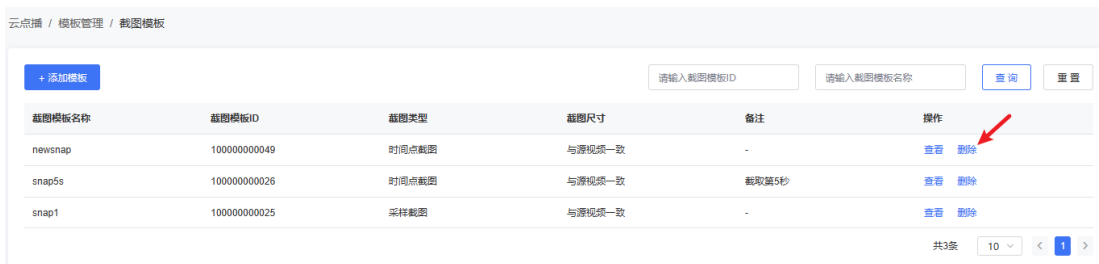 云点播 / 模板管理 / 截图模板
+ 添加模板 请输入截图模板ID 请输入截图模板名称 查询 重置
截图模板名称 截图模板ID 截图类型 截图尺寸 备注 操作
newsnap 100000000049 时间点截图 与源视频一致 - 查看 删除
snap5s 100000000026 时间点截图 与源视频一致 截取第5秒 查看 删除
snap1 100000000025 采样截图 与源视频一致 - 查看 删除
共3条 10 < 1 >